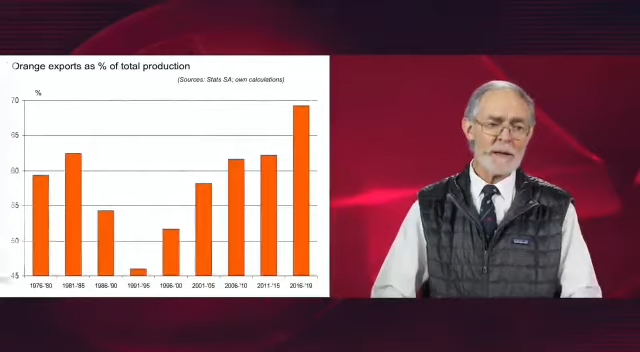 Orange exports as % of total production
(Sources: Stats SA; own calculations)
%
70
65
60
55
50
45
1976-'80 1981-'85 1986-'90 1991-'95 1996-'00 2001-'05 2006-'10 2011-'15 2016-'19
patagonia